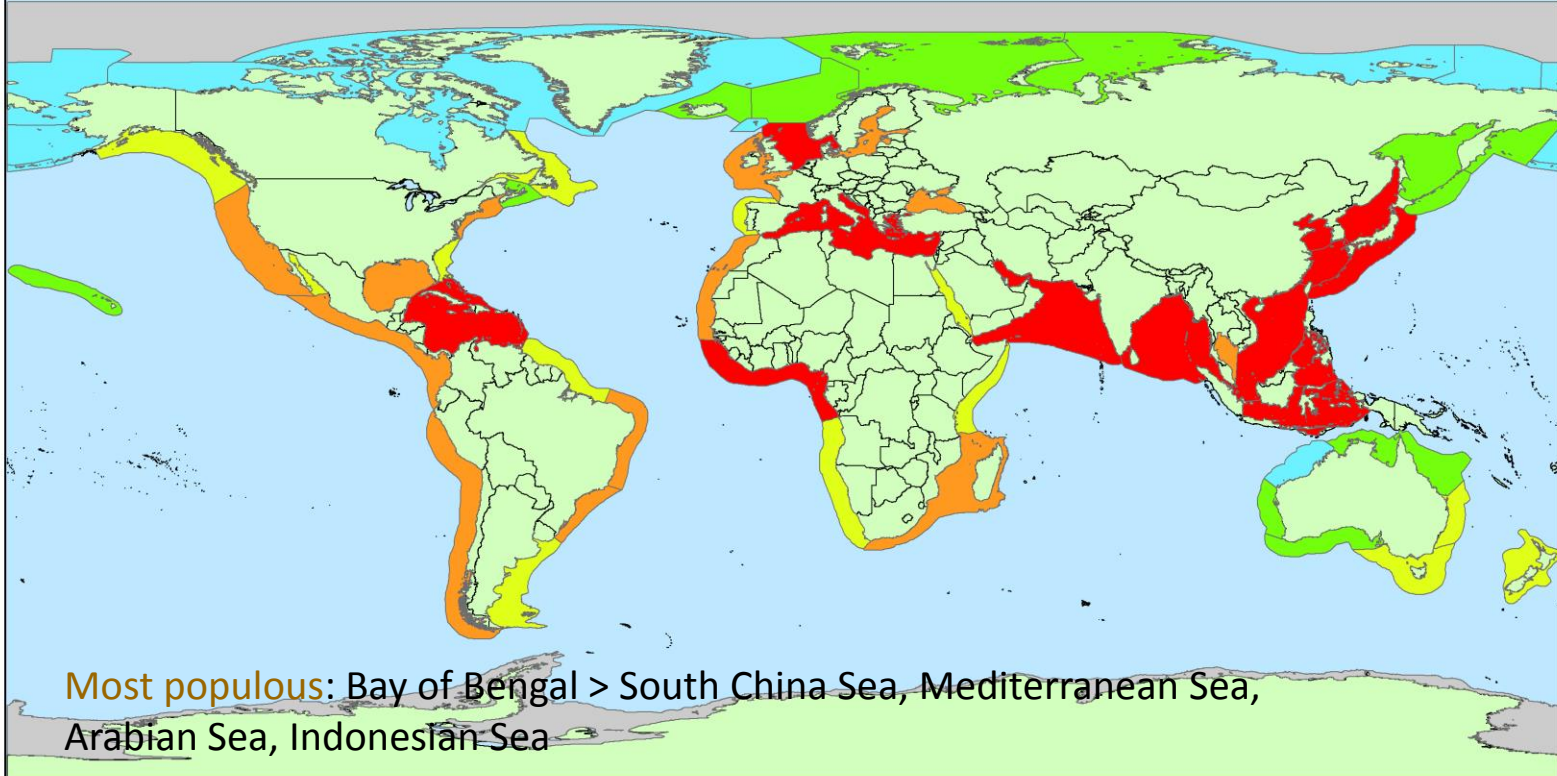 Most populous: Bay of Bengal > South China Sea, Mediterranean Sea,
Arabian Sea, Indonesian Sea